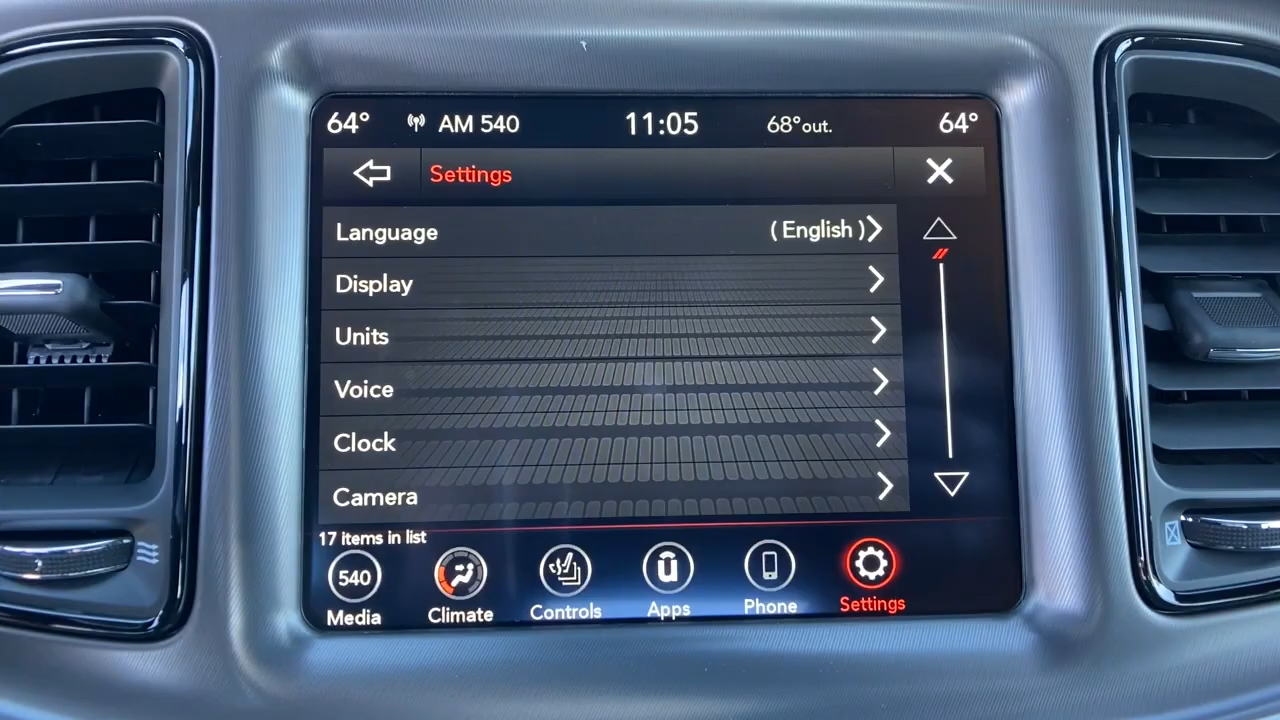 64° AM 540 11:05 68° out. 64°
Settings
Language ( English )
Display
Units
Voice
Clock
Camera
17 items in list
540
Media Climate Controls Apps Phone Settings